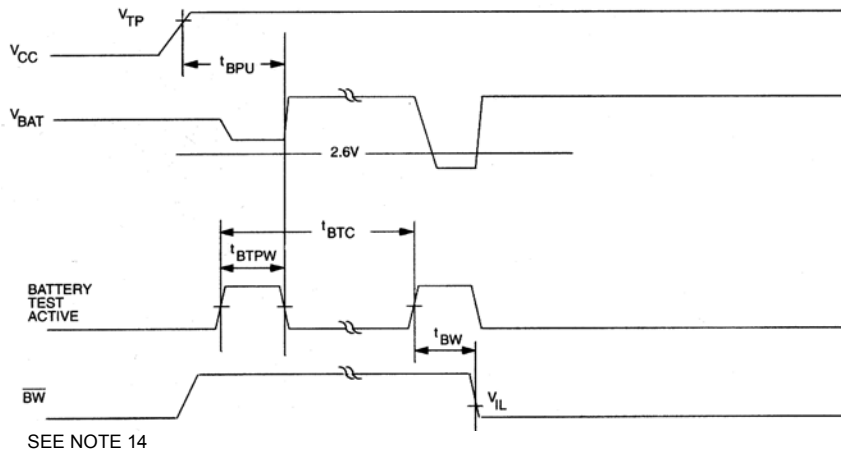 VTP
VCC
tBPU
VBAT
2.6V
tBTC
tBTPW
BATTERY
TEST
ACTIVE
tBW
BW
VIL
SEE NOTE 14